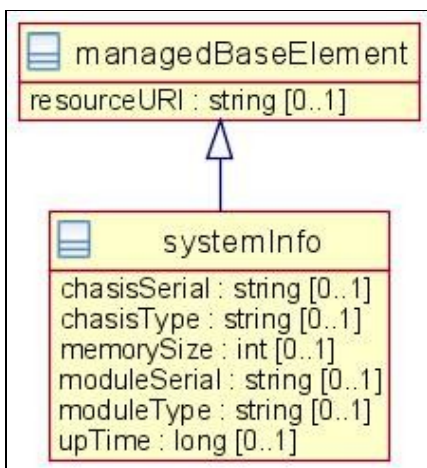 managedBaseElement
resourceURI : string [0..1]
systemInfo
chasisSerial : string [0..1]
chasisType : string [0..1]
memorySize : int [0..1]
moduleSerial : string [0..1]
moduleType : string [0..1]
upTime : long [0..1]